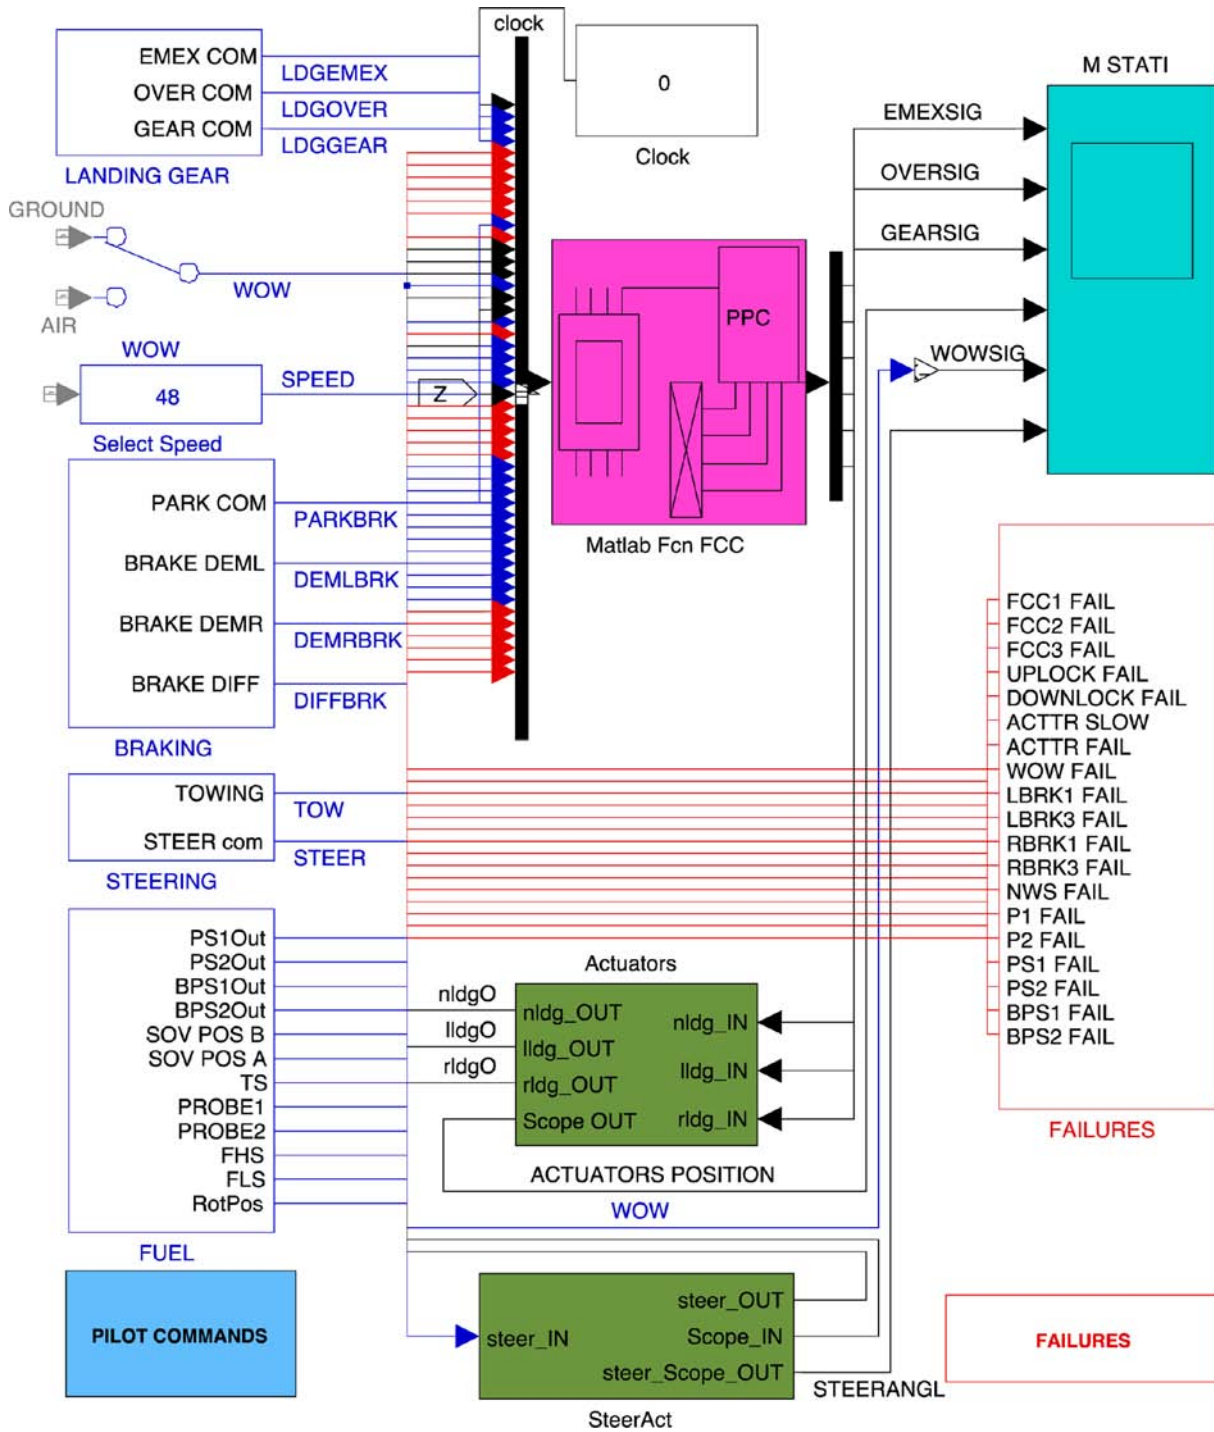 clock
EMEX COM
LDGEMEX
OVER COM
LDGOVER
GEAR COM
LDGGEAR
LANDING GEAR
0
Clock
M STATI
EMEXSIG
OVERSIG
GEARSIG
WOWSIG
GROUND
WOW
AIR
WOW
48
SPEED
Z
Select Speed
PPC
Matlab Fcn FCC
PARK COM
PARKBRK
BRAKE DEML
DEMLBRK
BRAKE DEMR
DEMRBRK
BRAKE DIFF
DIFFBRK
BRAKING
TOWING
TOW
STEER com
STEER
STEERING
FCC1 FAIL
FCC2 FAIL
FCC3 FAIL
UPLOCK FAIL
DOWNLOCK FAIL
ACTTR SLOW
ACTTR FAIL
WOW FAIL
LBRK1 FAIL
LBRK3 FAIL
RBRK1 FAIL
RBRK3 FAIL
NWS FAIL
P1 FAIL
P2 FAIL
PS1 FAIL
PS2 FAIL
BPS1 FAIL
BPS2 FAIL
FAILURES
PS1Out
PS2Out
BPS1Out
BPS2Out
SOV POS B
SOV POS A
TS
PROBE1
PROBE2
FHS
FLS
RotPos
FUEL
Actuators
nldgO
lldgO
rldgO
nldg_OUT
lldg_OUT
rldg_OUT
Scope OUT
nldg_IN
lldg_IN
rldg_IN
ACTUATORS POSITION
WOW
PILOT COMMANDS
steer_IN
steer_OUT
Scope_IN
steer_Scope_OUT
STEERANGL
SteerAct
FAILURES